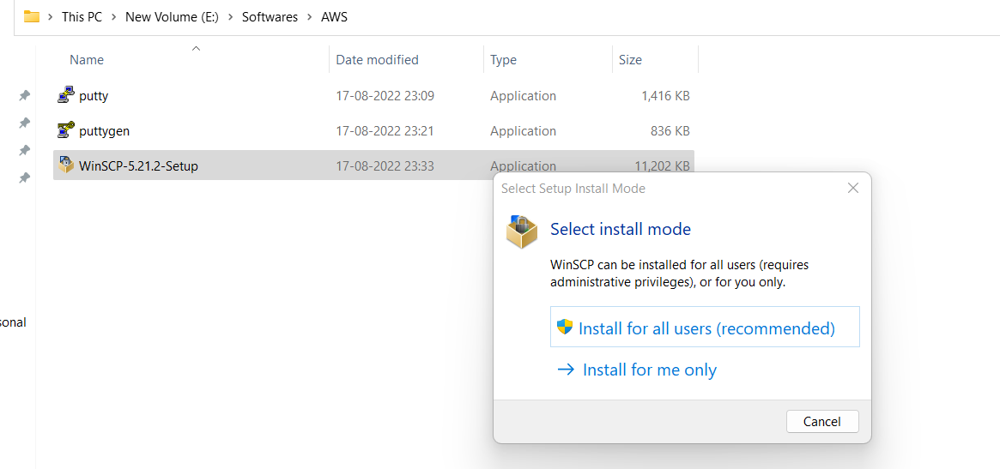 This PC > New Volume (E:) > Softwares > AWS
Name Date modified Type Size
putty 17-08-2022 23:09 Application 1,416 KB
puttygen 17-08-2022 23:21 Application 836 KB
WinSCP-5.21.2-Setup 17-08-2022 23:33 Application 11,202 KB
Select Setup Install Mode
Select install mode
WinSCP can be installed for all users (requires
administrative privileges), or for you only.
sonal
Install for all users (recommended)
Install for me only
Cancel